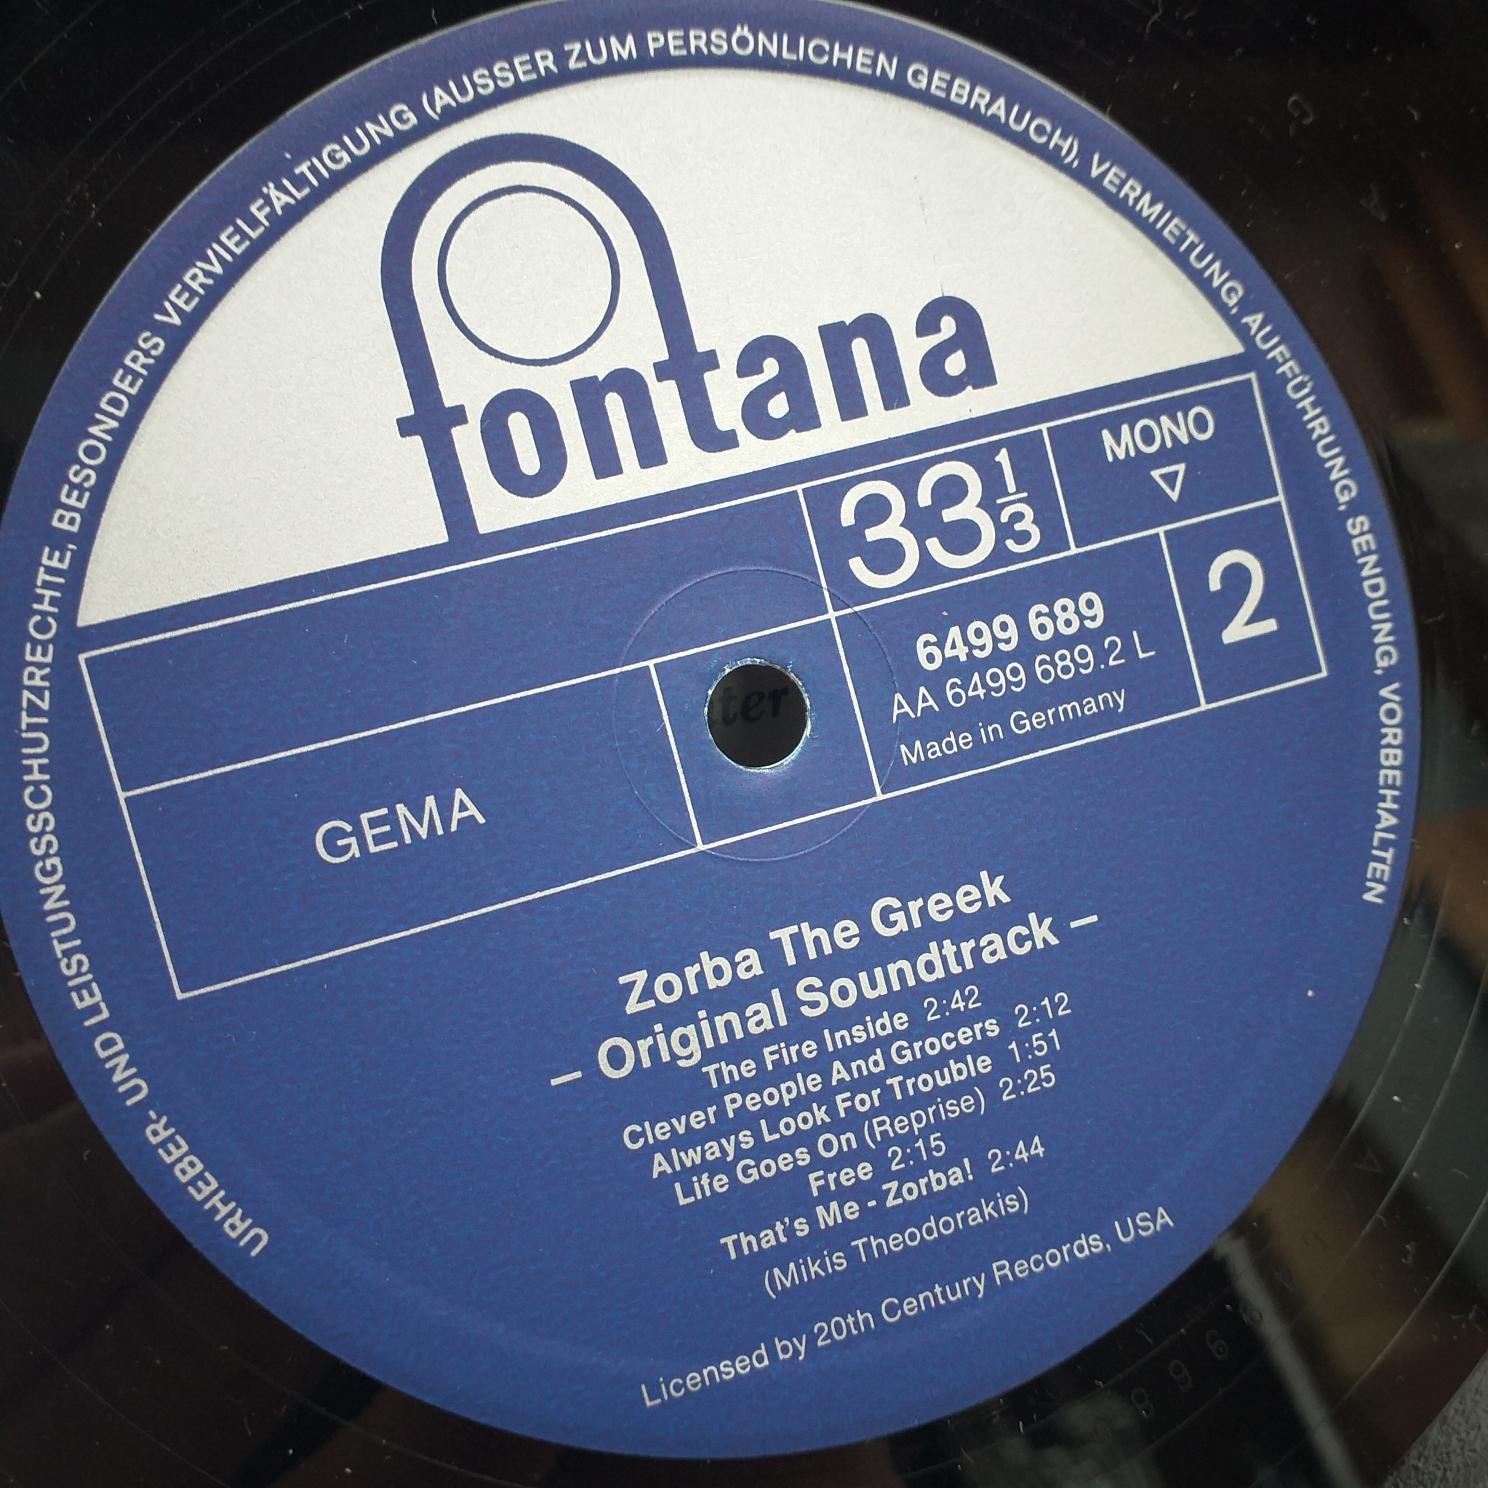 URHEBER- UND LEISTUNGSSCHUTZRECHTE, BESONDERS VERVIELFÄLTIGUNG (AUSSER ZUM PERSÖNLICHEN GEBRAUCH), VERMIETUNG, AUFFÜHRUNG, SENDUNG, VORBEHALTEN
fontana
33 1/3
MONO
▽
6499 689
AA 6499 689.2 L
Made in Germany
2
GEMA
Zorba The Greek
– Original Soundtrack –
The Fire Inside 2:42
Clever People And Grocers 2:12
Always Look For Trouble 1:51
Life Goes On (Reprise) 2:25
Free 2:15
That's Me - Zorba! 2:44
(Mikis Theodorakis)
Licensed by 20th Century Records, USA